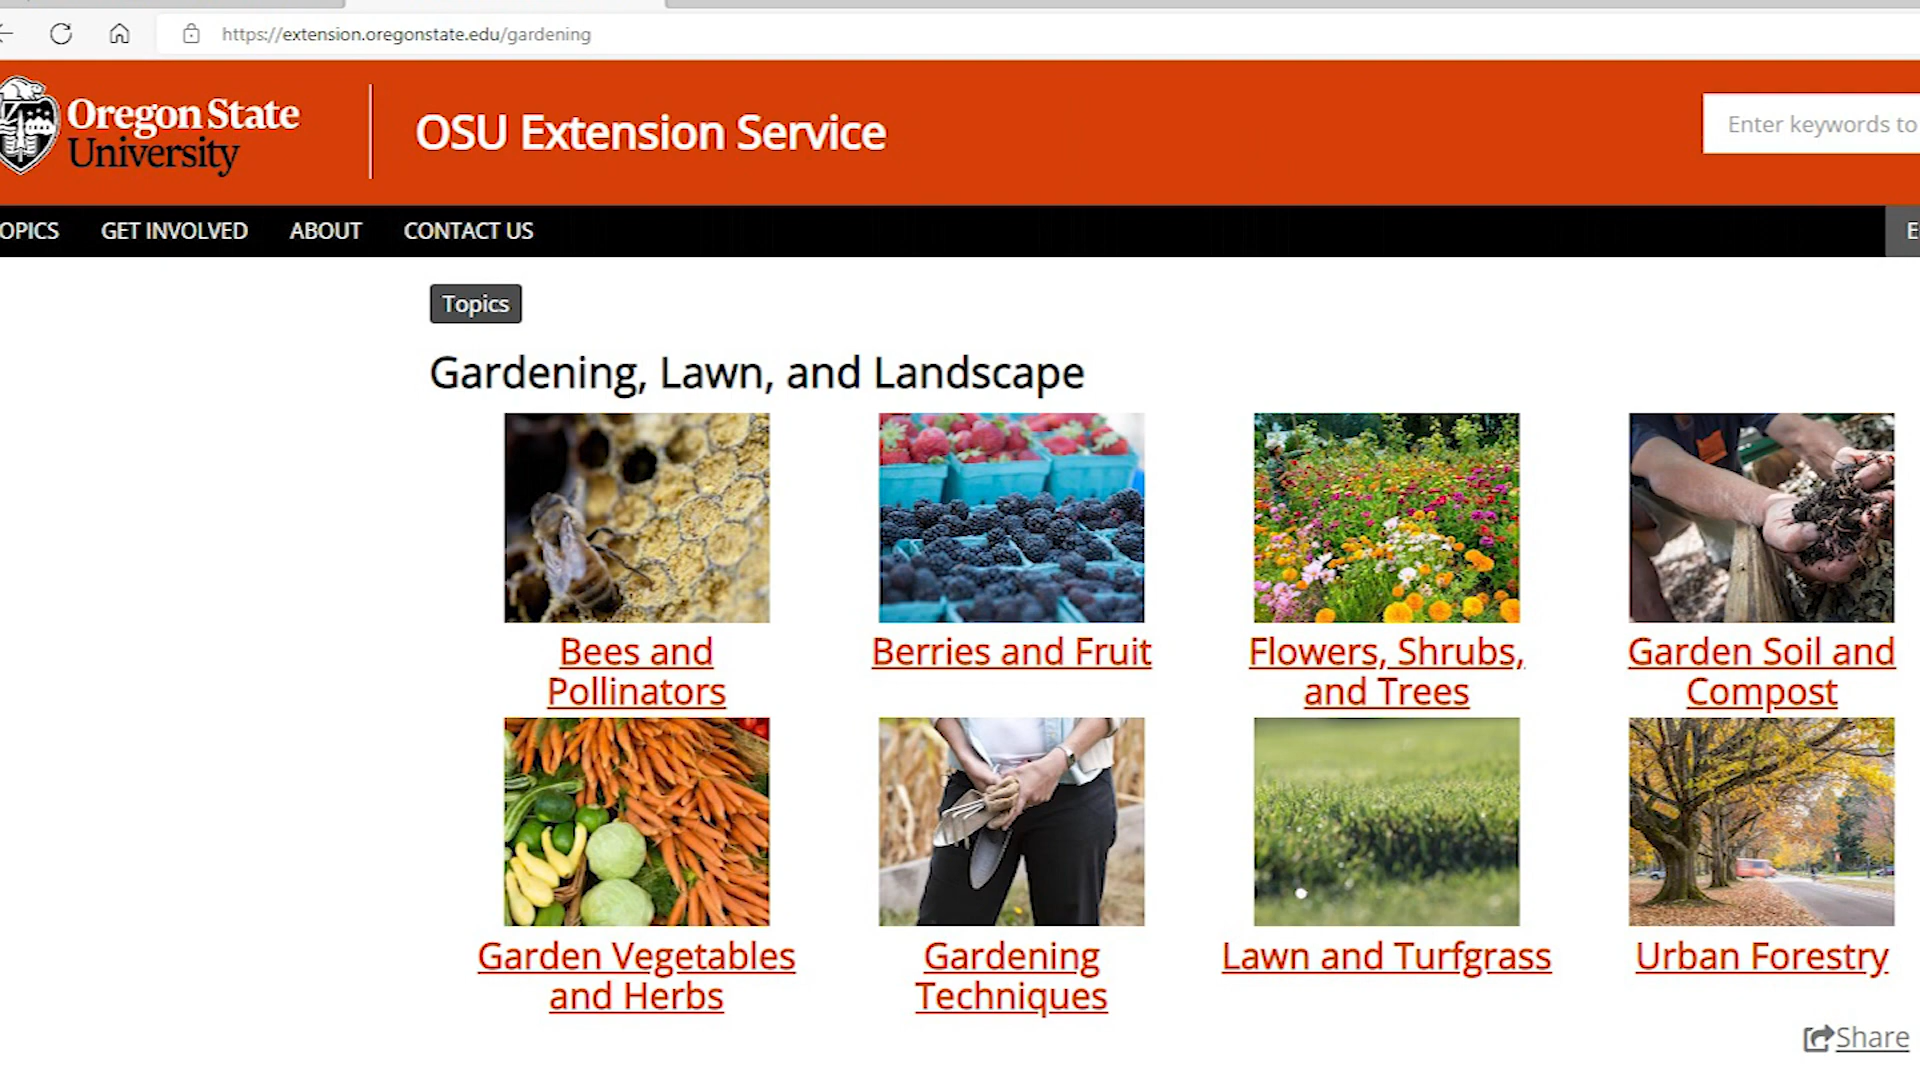 https://extension.oregonstate.edu/gardening
Oregon State
University
OSU Extension Service
Enter keywords to
OPICS GET INVOLVED ABOUT CONTACT US E
Topics
Gardening, Lawn, and Landscape
Bees and
Pollinators
Berries and Fruit
Flowers, Shrubs,
and Trees
Garden Soil and
Compost
Garden Vegetables
and Herbs
Gardening
Techniques
Lawn and Turfgrass
Urban Forestry
Share